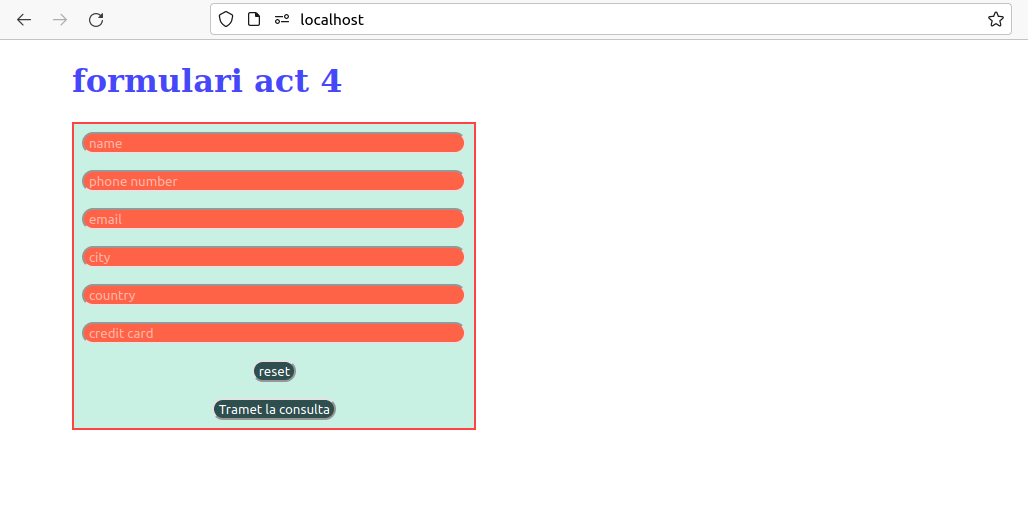 localhost
formulari act 4
name
phone number
email
city
country
credit card
reset
Tramet la consulta